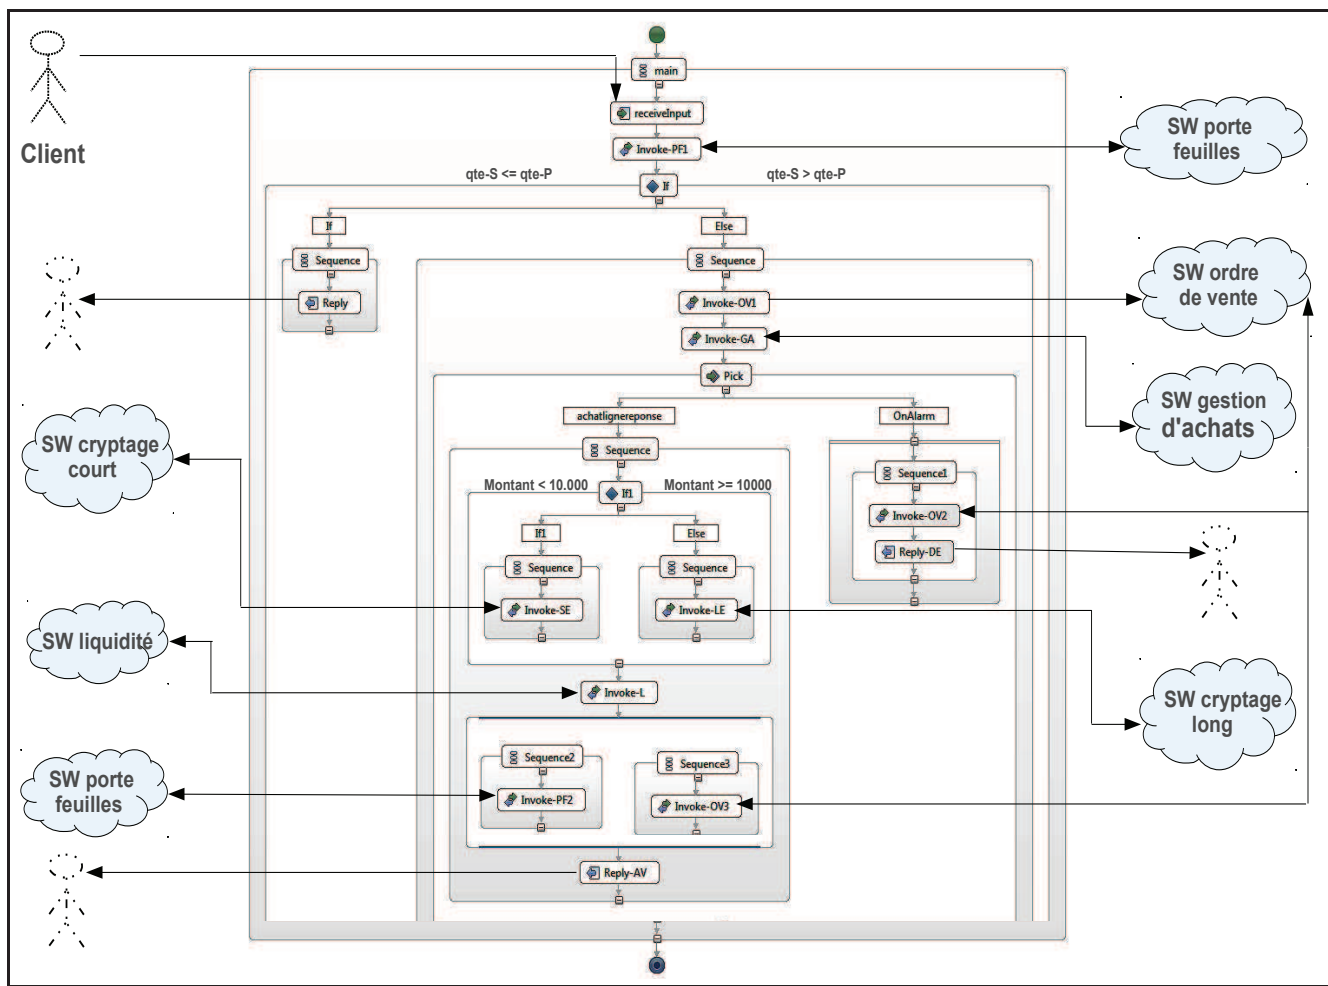 main
receiveInput
Client
Invoke-PF1
SW porte
feuilles
qte-S <= qte-P
qte-S > qte-P
If
If
Else
Sequence
Sequence
Reply
Invoke-OV1
SW ordre
de vente
Invoke-GA
Pick
SW gestion
d'achats
achatlignereponse
OnAlarm
SW cryptage
court
Sequence
Sequence1
Montant < 10.000
If1
Montant >= 10000
Invoke-OV2
If1
Else
Reply-DE
Sequence
Sequence
Invoke-SE
Invoke-LE
SW liquidité
Invoke-L
SW cryptage
long
Sequence2
Sequence3
SW porte
feuilles
Invoke-PF2
Invoke-OV3
Reply-AV